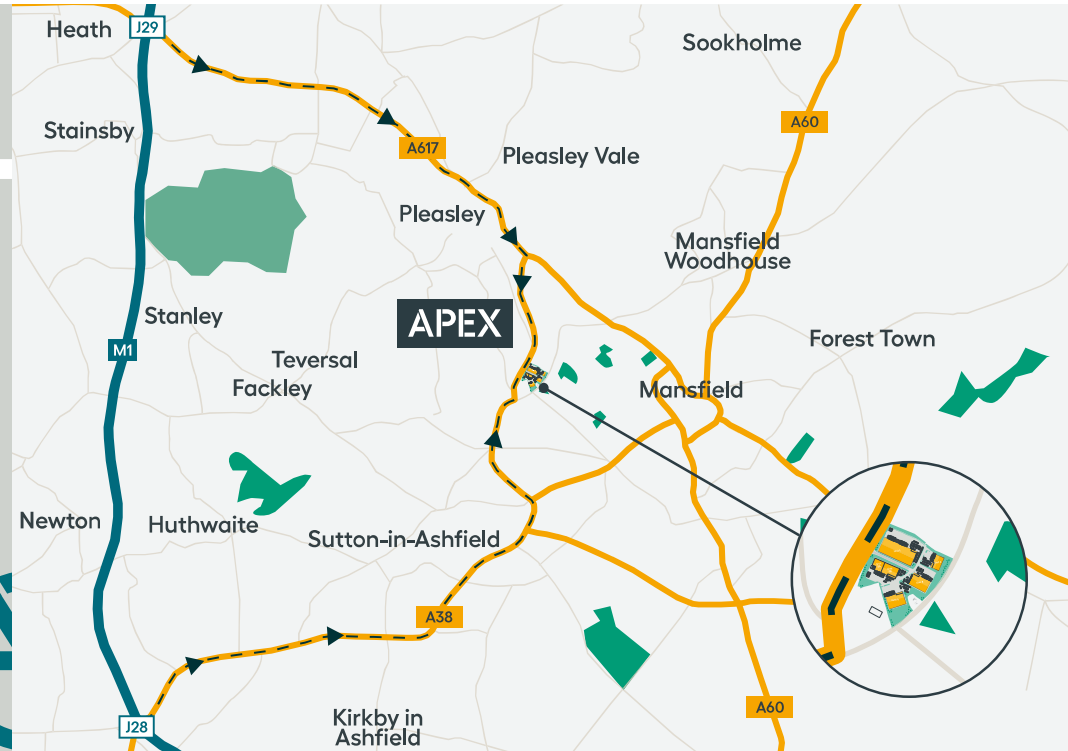 Heath
J29
Sookholme
A60
Stainsby
A617
Pleasley Vale
Pleasley
Mansfield
Woodhouse
Stanley
APEX
M1
Teversal
Forest Town
Fackley
Mansfield
Newton
Huthwaite
Sutton-in-Ashfield
A38
A60
J28
Kirkby in
Ashfield